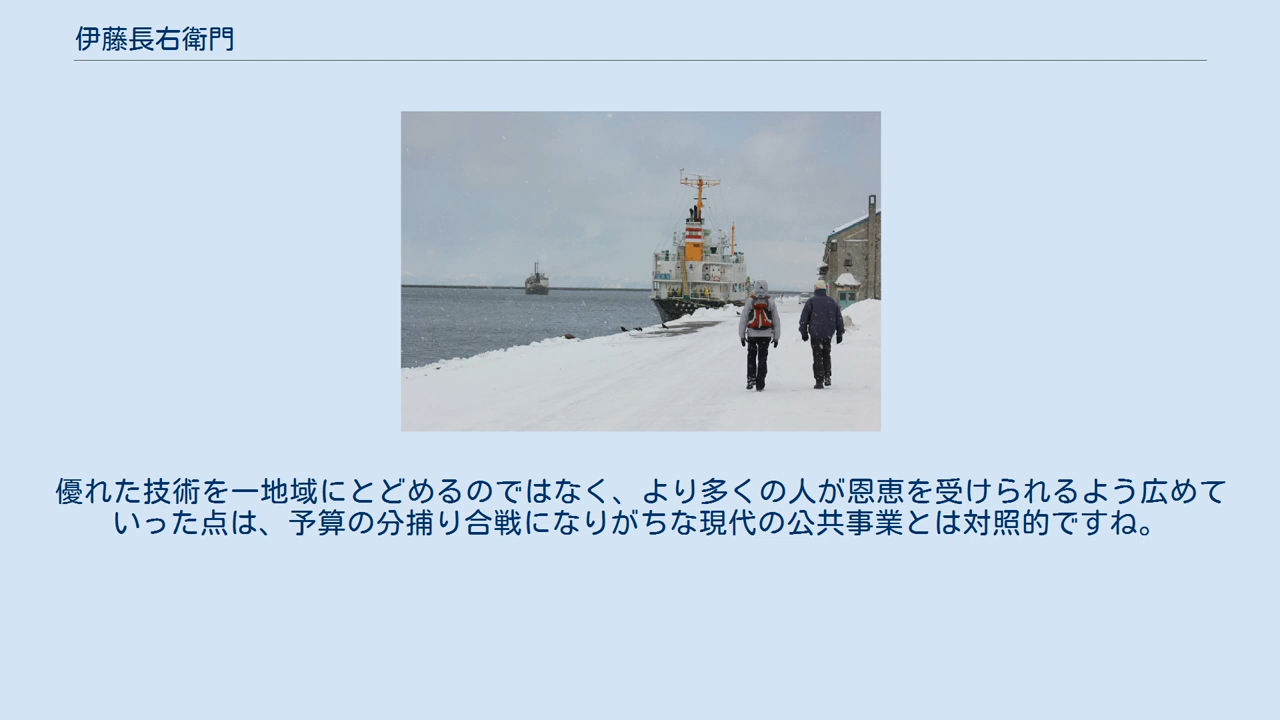 伊藤長右衛門
優れた技術を一地域にとどめるのではなく、より多くの人が恩恵を受けられるよう広めて
いった点は、予算の分捕り合戦になりがちな現代の公共事業とは対照的ですね。